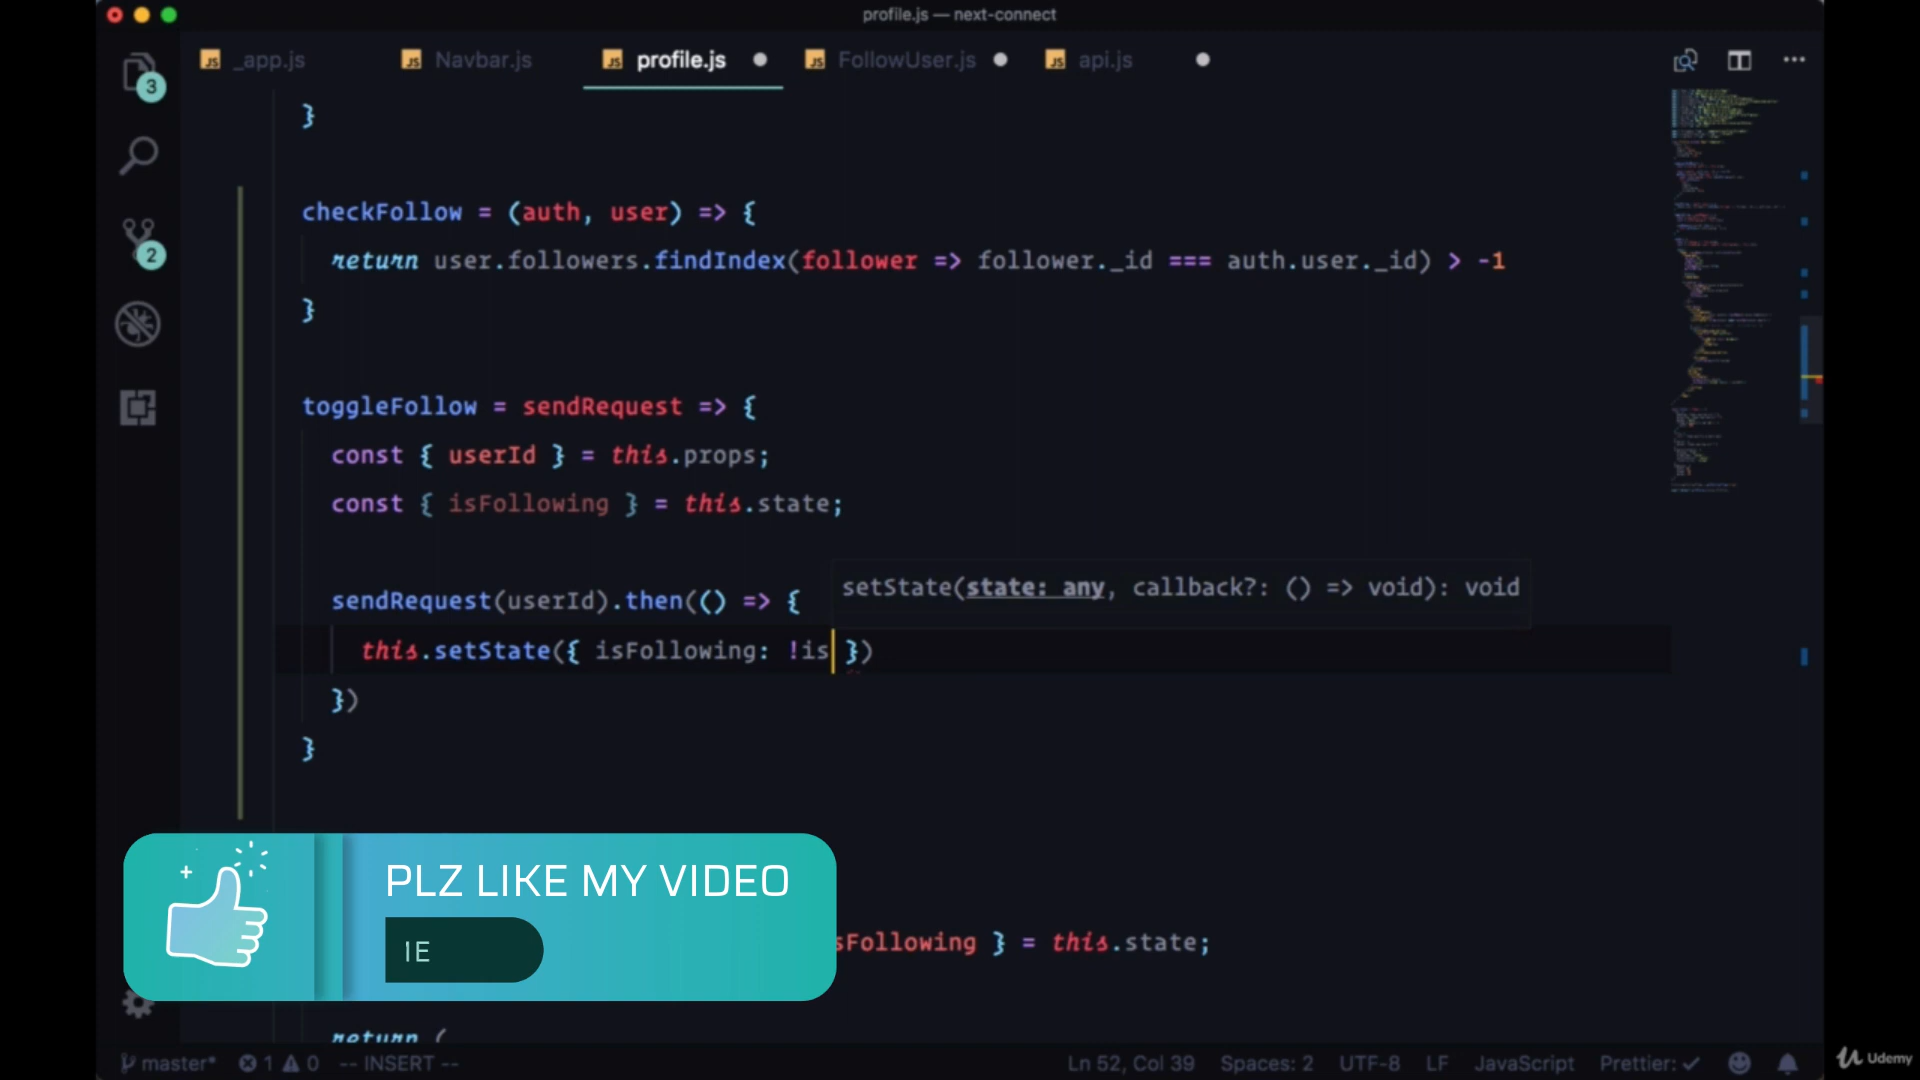 profile.js — next-connect
_app.js Navbar.js profile.js FollowUser.js api.js
3
}
checkFollow = (auth, user) => {
2
return user.followers.findIndex(follower => follower._id === auth.user._id) > -1
}
toggleFollow = sendRequest => {
const { userId } = this.props;
const { isFollowing } = this.state;
setState(state: any, callback?: () => void): void
sendRequest(userId).then(() => {
this.setState({ isFollowing: !is })
})
}
PLZ LIKE MY VIDEO
sFollowing } = this.state;
return (
master* 1 0 -- INSERT -- Ln 52, Col 39 Spaces: 2 UTF-8 LF JavaScript Prettier: ✓
Udemy